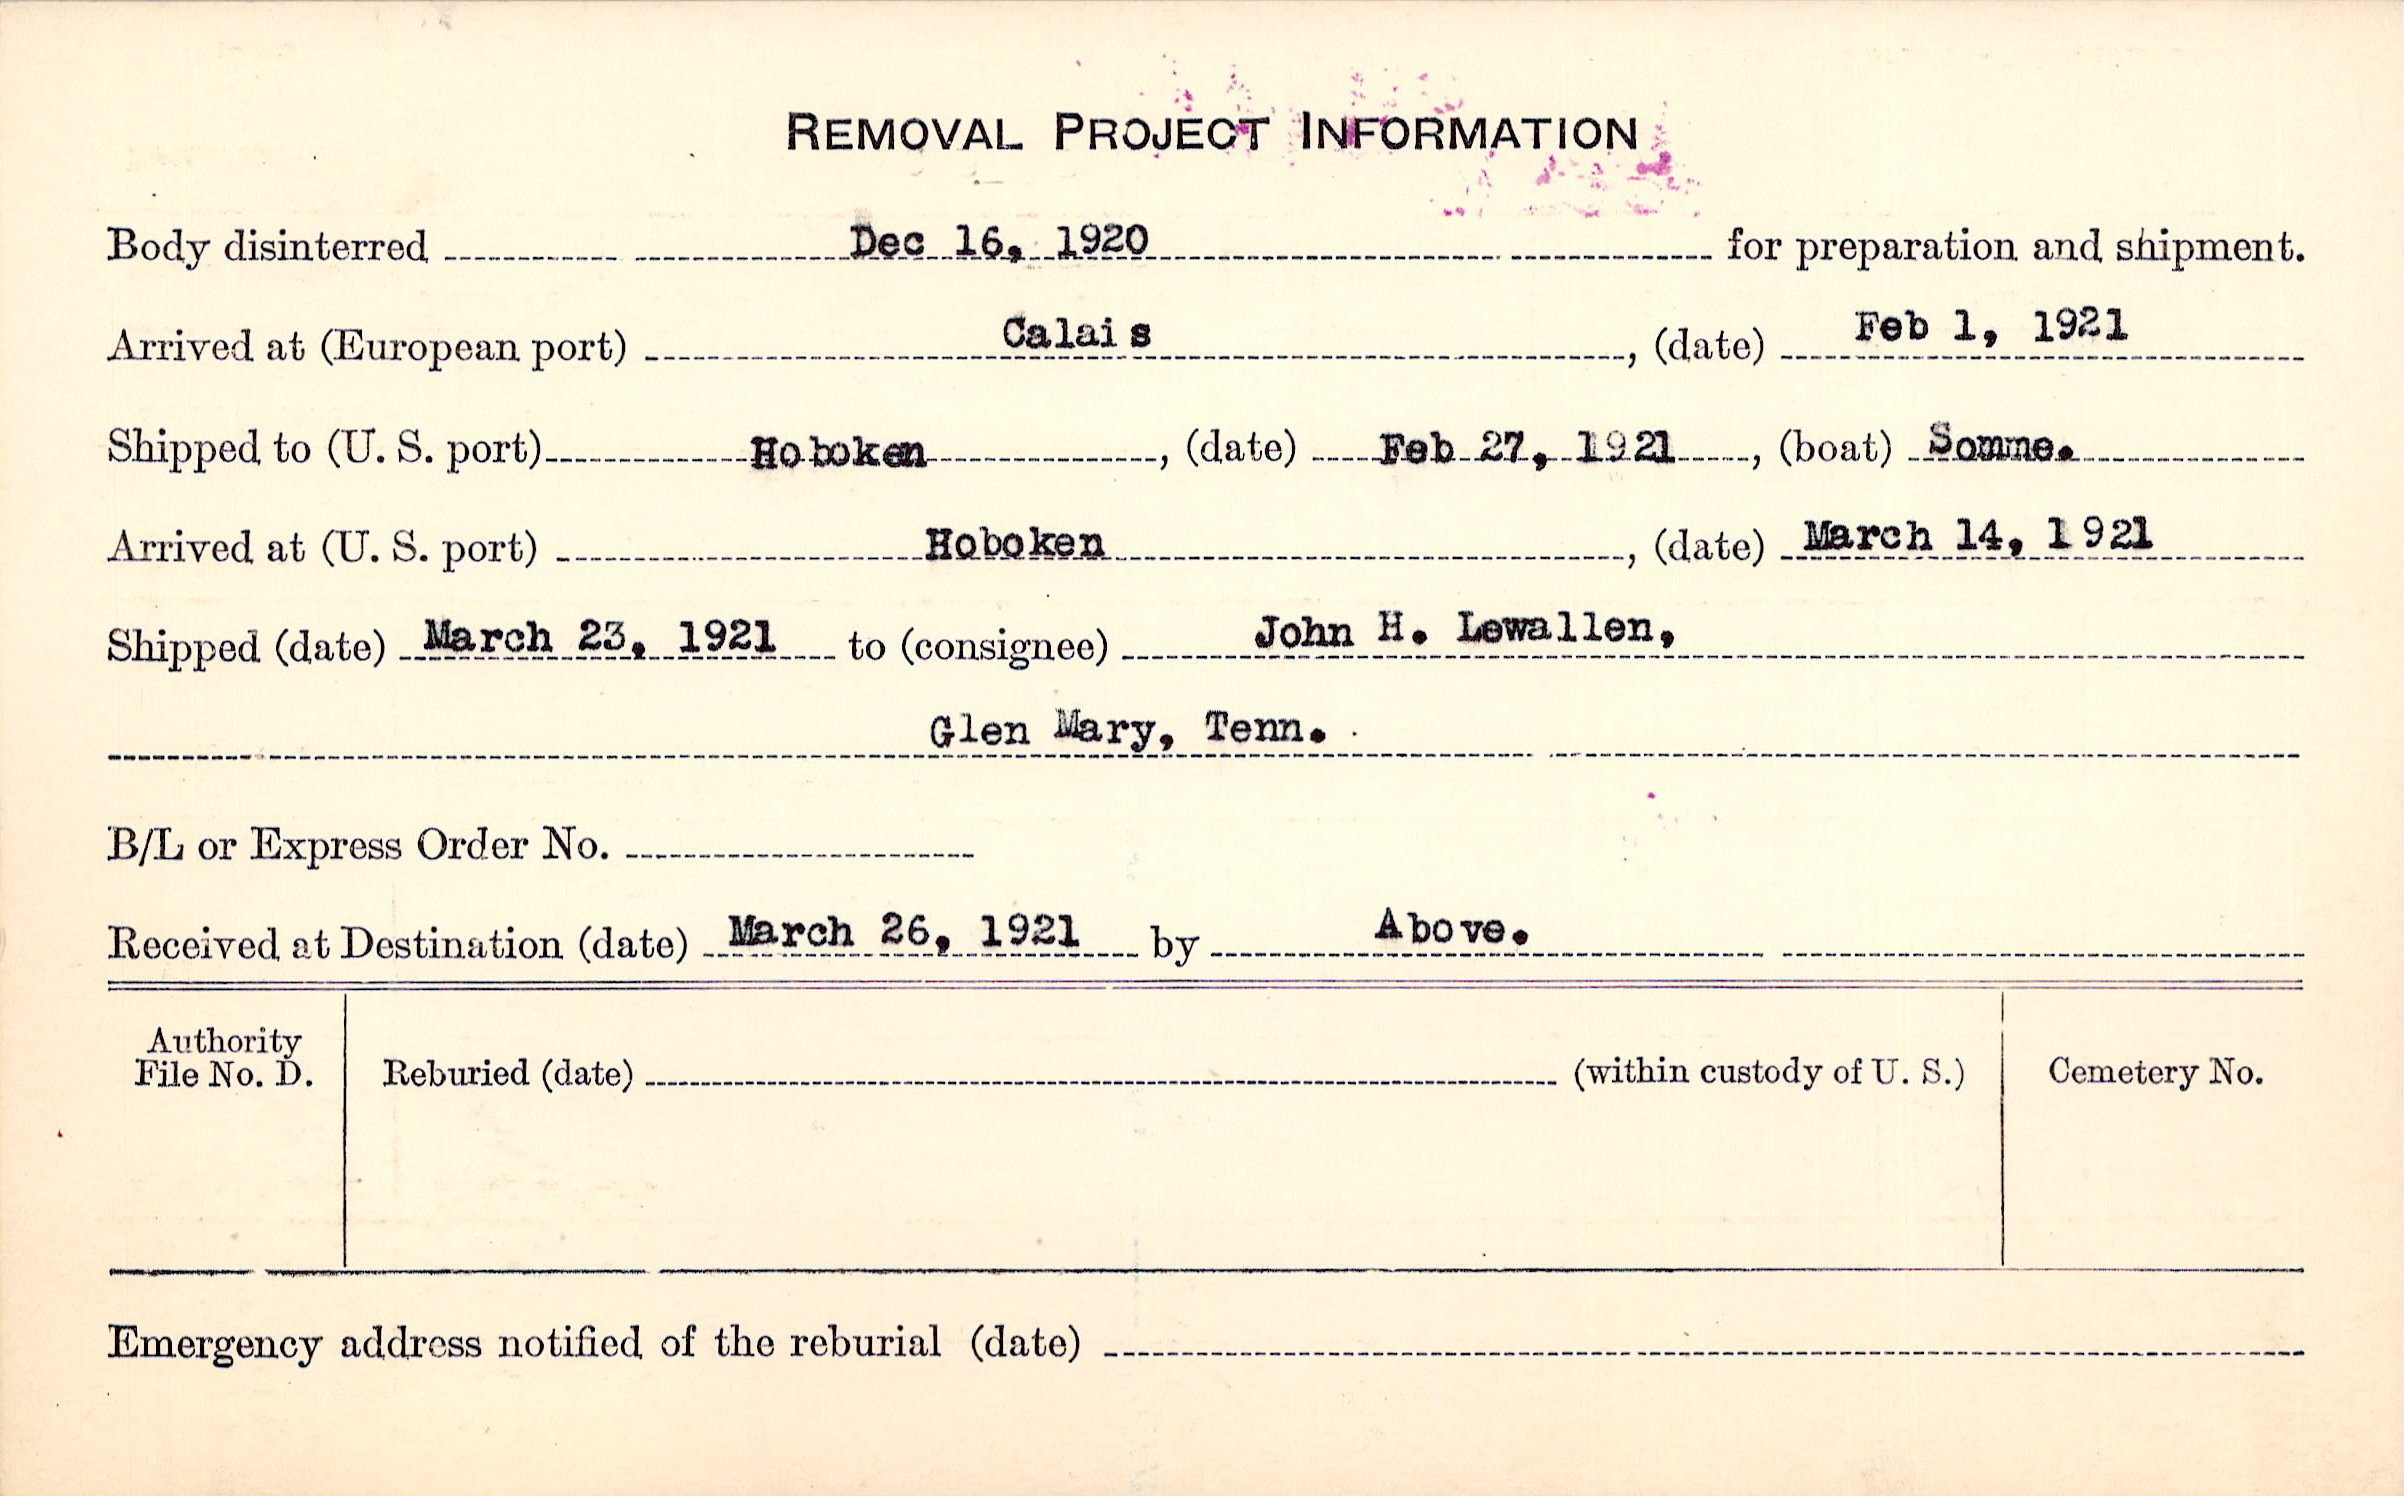 REMOVAL PROJECT INFORMATION
Body disinterred Dec 16, 1920 for preparation and shipment.
Arrived at (European port) Calais, (date) Feb 1, 1921
Shipped to (U. S. port) Hoboken, (date) Feb 27, 1921, (boat) Somme.
Arrived at (U. S. port) Hoboken, (date) March 14, 1921
Shipped (date) March 23, 1921 to (consignee) John H. Lewallen,
Glen Mary, Tenn.
B/L or Express Order No.
Received at Destination (date) March 26, 1921 by Above.
Authority
File No. D.
Reburied (date) (within custody of U. S.)
Cemetery No.
Emergency address notified of the reburial (date)